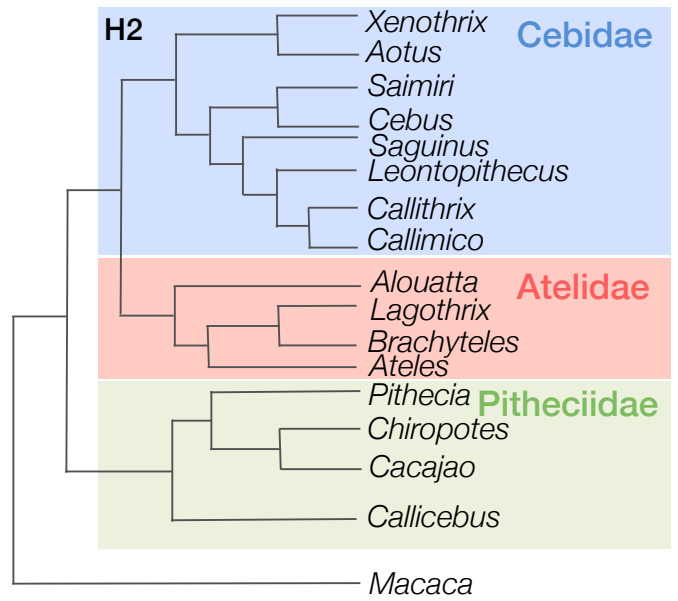 H2
Xenothrix
Cebidae
Aotus
Saimiri
Cebus
Saguinus
Leontopithecus
Callithrix
Callimico
Alouatta
Atelidae
Lagothrix
Brachyteles
Ateles
Pithecia
Pitheciidae
Chiropotes
Cacajao
Callicebus
Macaca